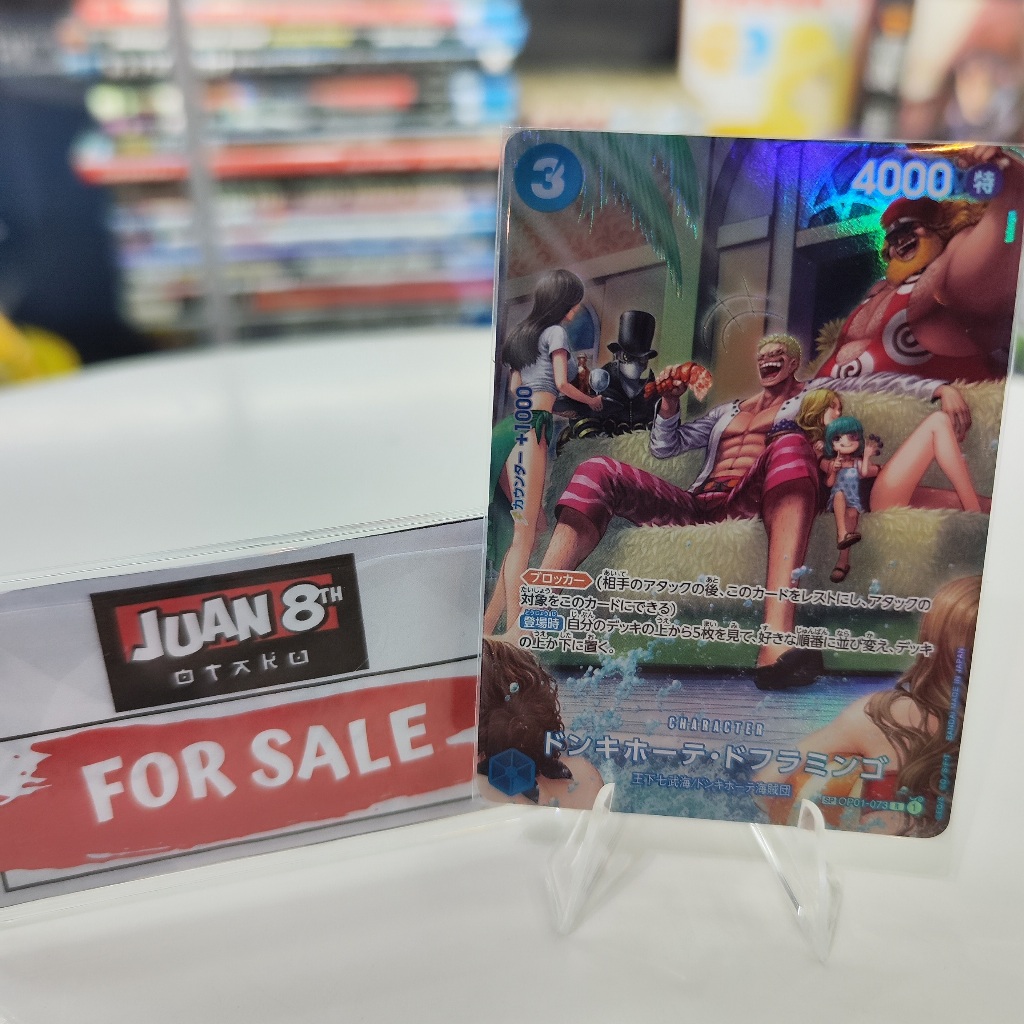 JUAN 8TH
OTAKU
FOR SALE
3
4000 特
カウンター +1000
ブロッカー (相手のアタックの後、このカードをレストにし、アタックの
対象をこのカードにできる)
登場時 自分のデッキの上から5枚を見て、好きな順番に並び変え、デッキ
の上か下に置く。
CHARACTER
ドンキホーテ・ドフラミンゴ
王下七武海/ドンキホーテ海賊団
SP OP01-073 R 1
MADE IN JAPAN